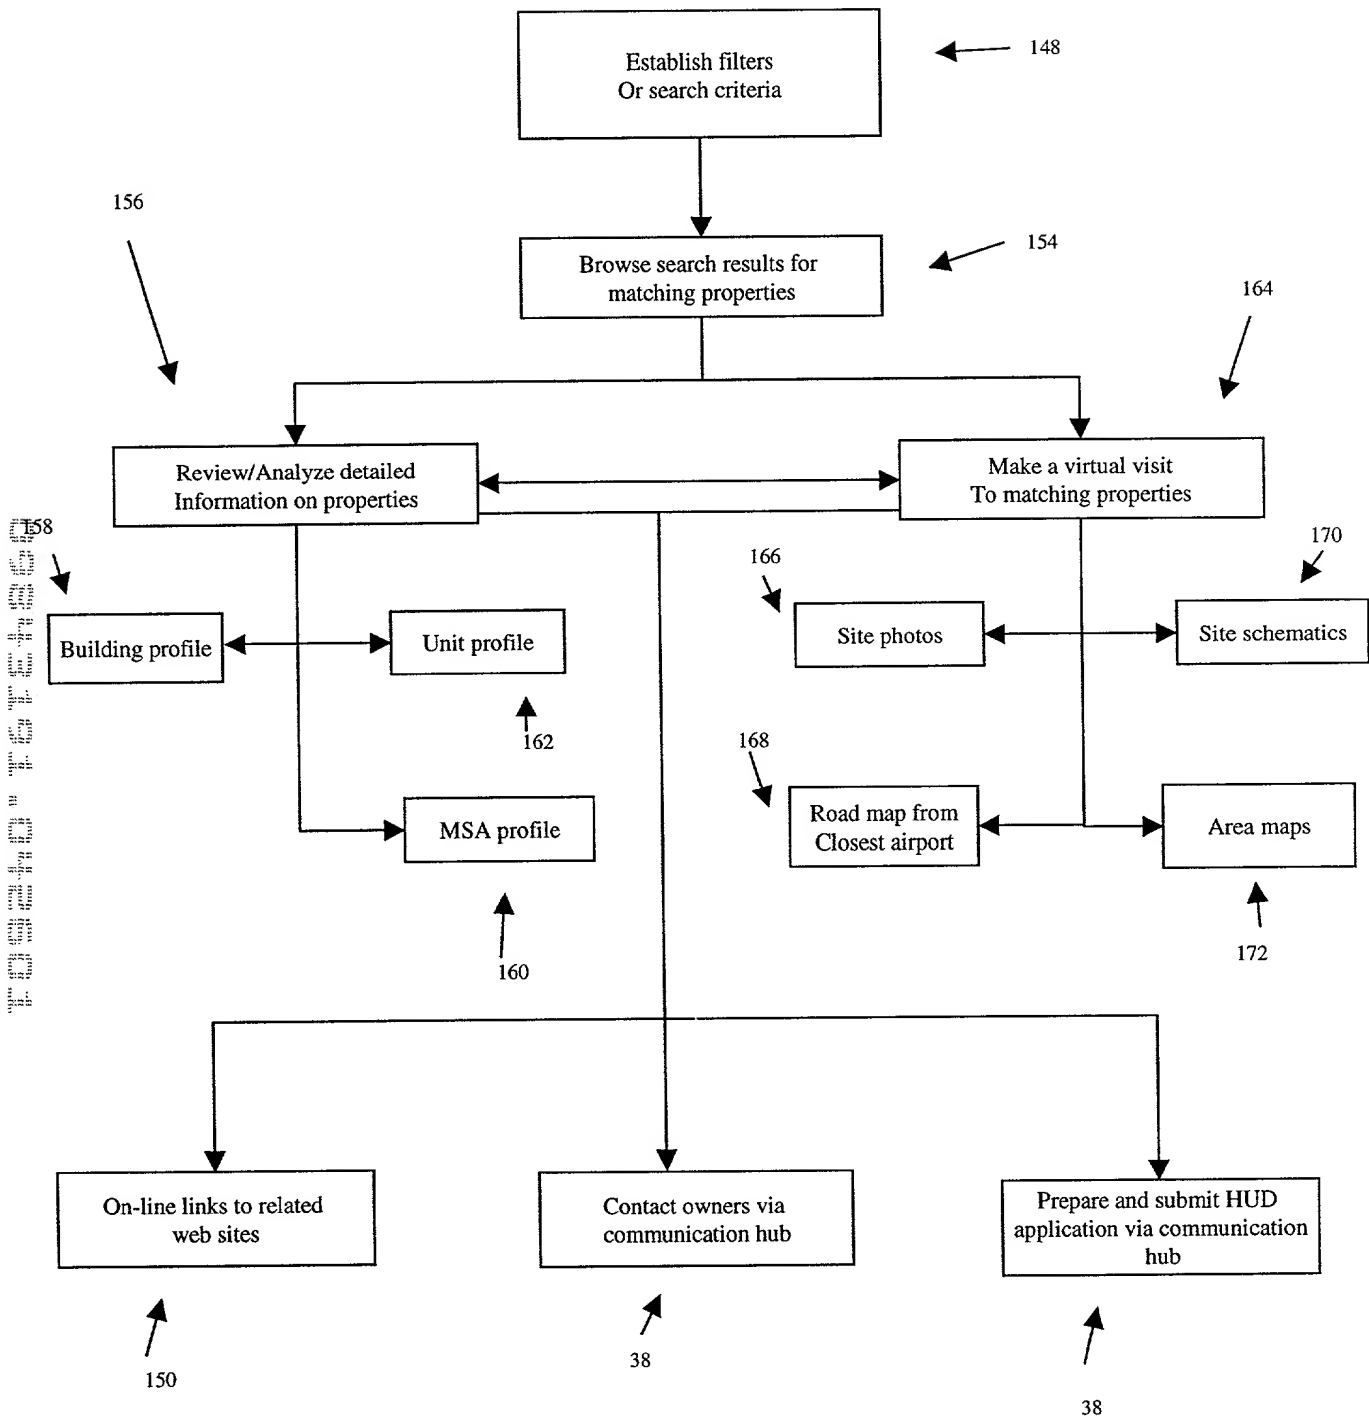 Establish filters
Or search criteria
148
156
Browse search results for
matching properties
154
164
Review/Analyze detailed
Information on properties
Make a virtual visit
To matching properties
158
166
170
Building profile
Unit profile
Site photos
Site schematics
162
168
MSA profile
Road map from
Closest airport
Area maps
160
172
On-line links to related
web sites
Contact owners via
communication hub
Prepare and submit HUD
application via communication
hub
150
38
38